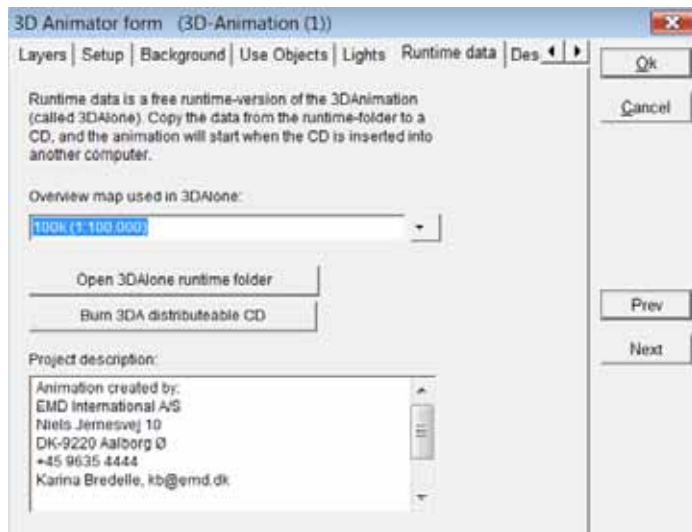 3D Animator form (3D-Animation (1))
Layers Setup Background Use Objects Lights Runtime data Des
Ok
Cancel
Runtime data is a free runtime-version of the 3DAnimation
(called 3DAlone). Copy the data from the runtime-folder to a
CD, and the animation will start when the CD is inserted into
another computer.
Overview map used in 3DAlone:
100k (1:100.000)
Open 3DAlone runtime folder
Burn 3DA distributeable CD
Prev
Next
Project description:
Animation created by:
EMD International A/S
Niels Jernesvej 10
DK-9220 Aalborg Ø
+45 9635 4444
Karina Bredelle, kb@emd.dk